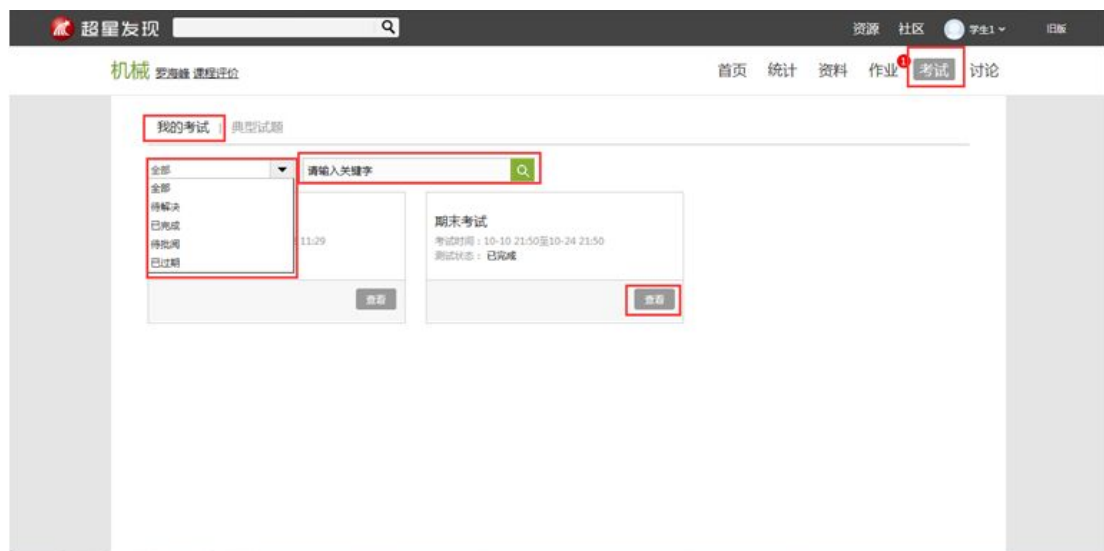 超星发现
资源 社区 学生1 旧版
机械 罗海峰 课程评价
首页 统计 资料 作业 1 考试 讨论
我的考试 | 典型试题
全部 请输入关键字
全部
待解决
已完成
待批阅
已过期
11:29
期末考试
考试时间：10-10 21:50至10-24 21:50
测试状态：已完成
查看 查看